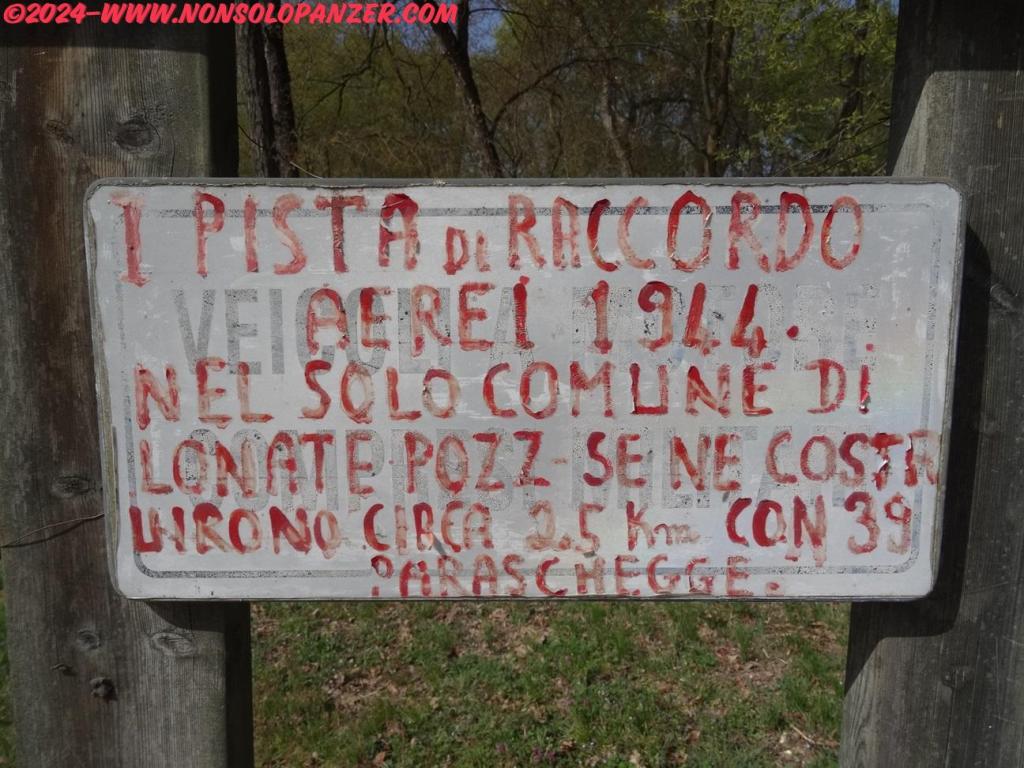 ©2024-WWW.NONSOLOPANZER.COM
I PISTA DI RACCORDO
AEREI 1944.
NEL SOLO COMUNE DI
LONATE POZZ-SE NE COSTR
UIRONO CIRCA 2.5 Km CON 39
PARASCHEGGE.